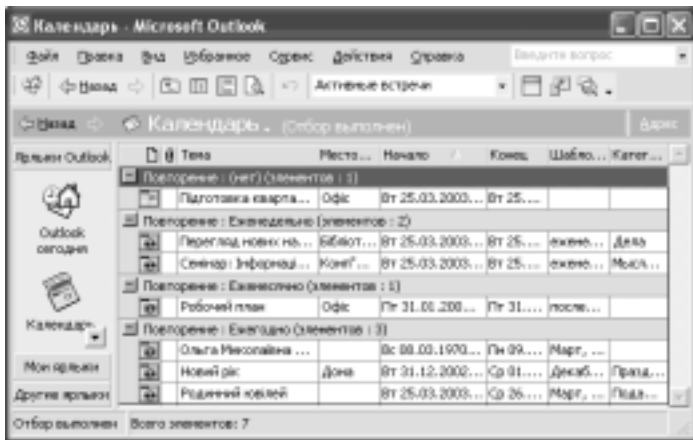 Календарь - Microsoft Outlook
Файл Правка Вид Избранное Сервис Действия Справка Введите вопрос
Назад Активные встречи
Назад Календарь. (Отбор выполнен) Адрес
Ярлыки Outlook Тема Место... Начало Конец Шабло... Катег...
Повторение : (нет) (элементов : 1)
Підготовка кварта... Офіс Вт 25.03.2003... Вт 25....
Повторение : Еженедельно (элементов : 2)
Outlook сегодня
Перегляд нових на... Бібліот... Вт 25.03.2003... Вт 25.... ежене... Дела
Семінар: Інформаці... Комп'... Вт 25.03.2003... Вт 25.... ежене...
Повторение : Ежемесячно (элементов : 1)
Робочий план Офіс Пт 31.01.200... Пт 31.... после...
Календарь
Повторение : Ежегодно (элементов : 3)
Ольга Миколаївна ... Вс 08.03.1970... Пн 09.... Март, ...
Мои ярлыки
Новий рік Дома Вт 31.12.2002... Ср 01.... Декаб... Празд...
Другие ярлыки
Родинний ювілей Вт 25.03.2003... Ср 26.... Март, ... Пода...
Отбор выполнен Всего элементов: 7